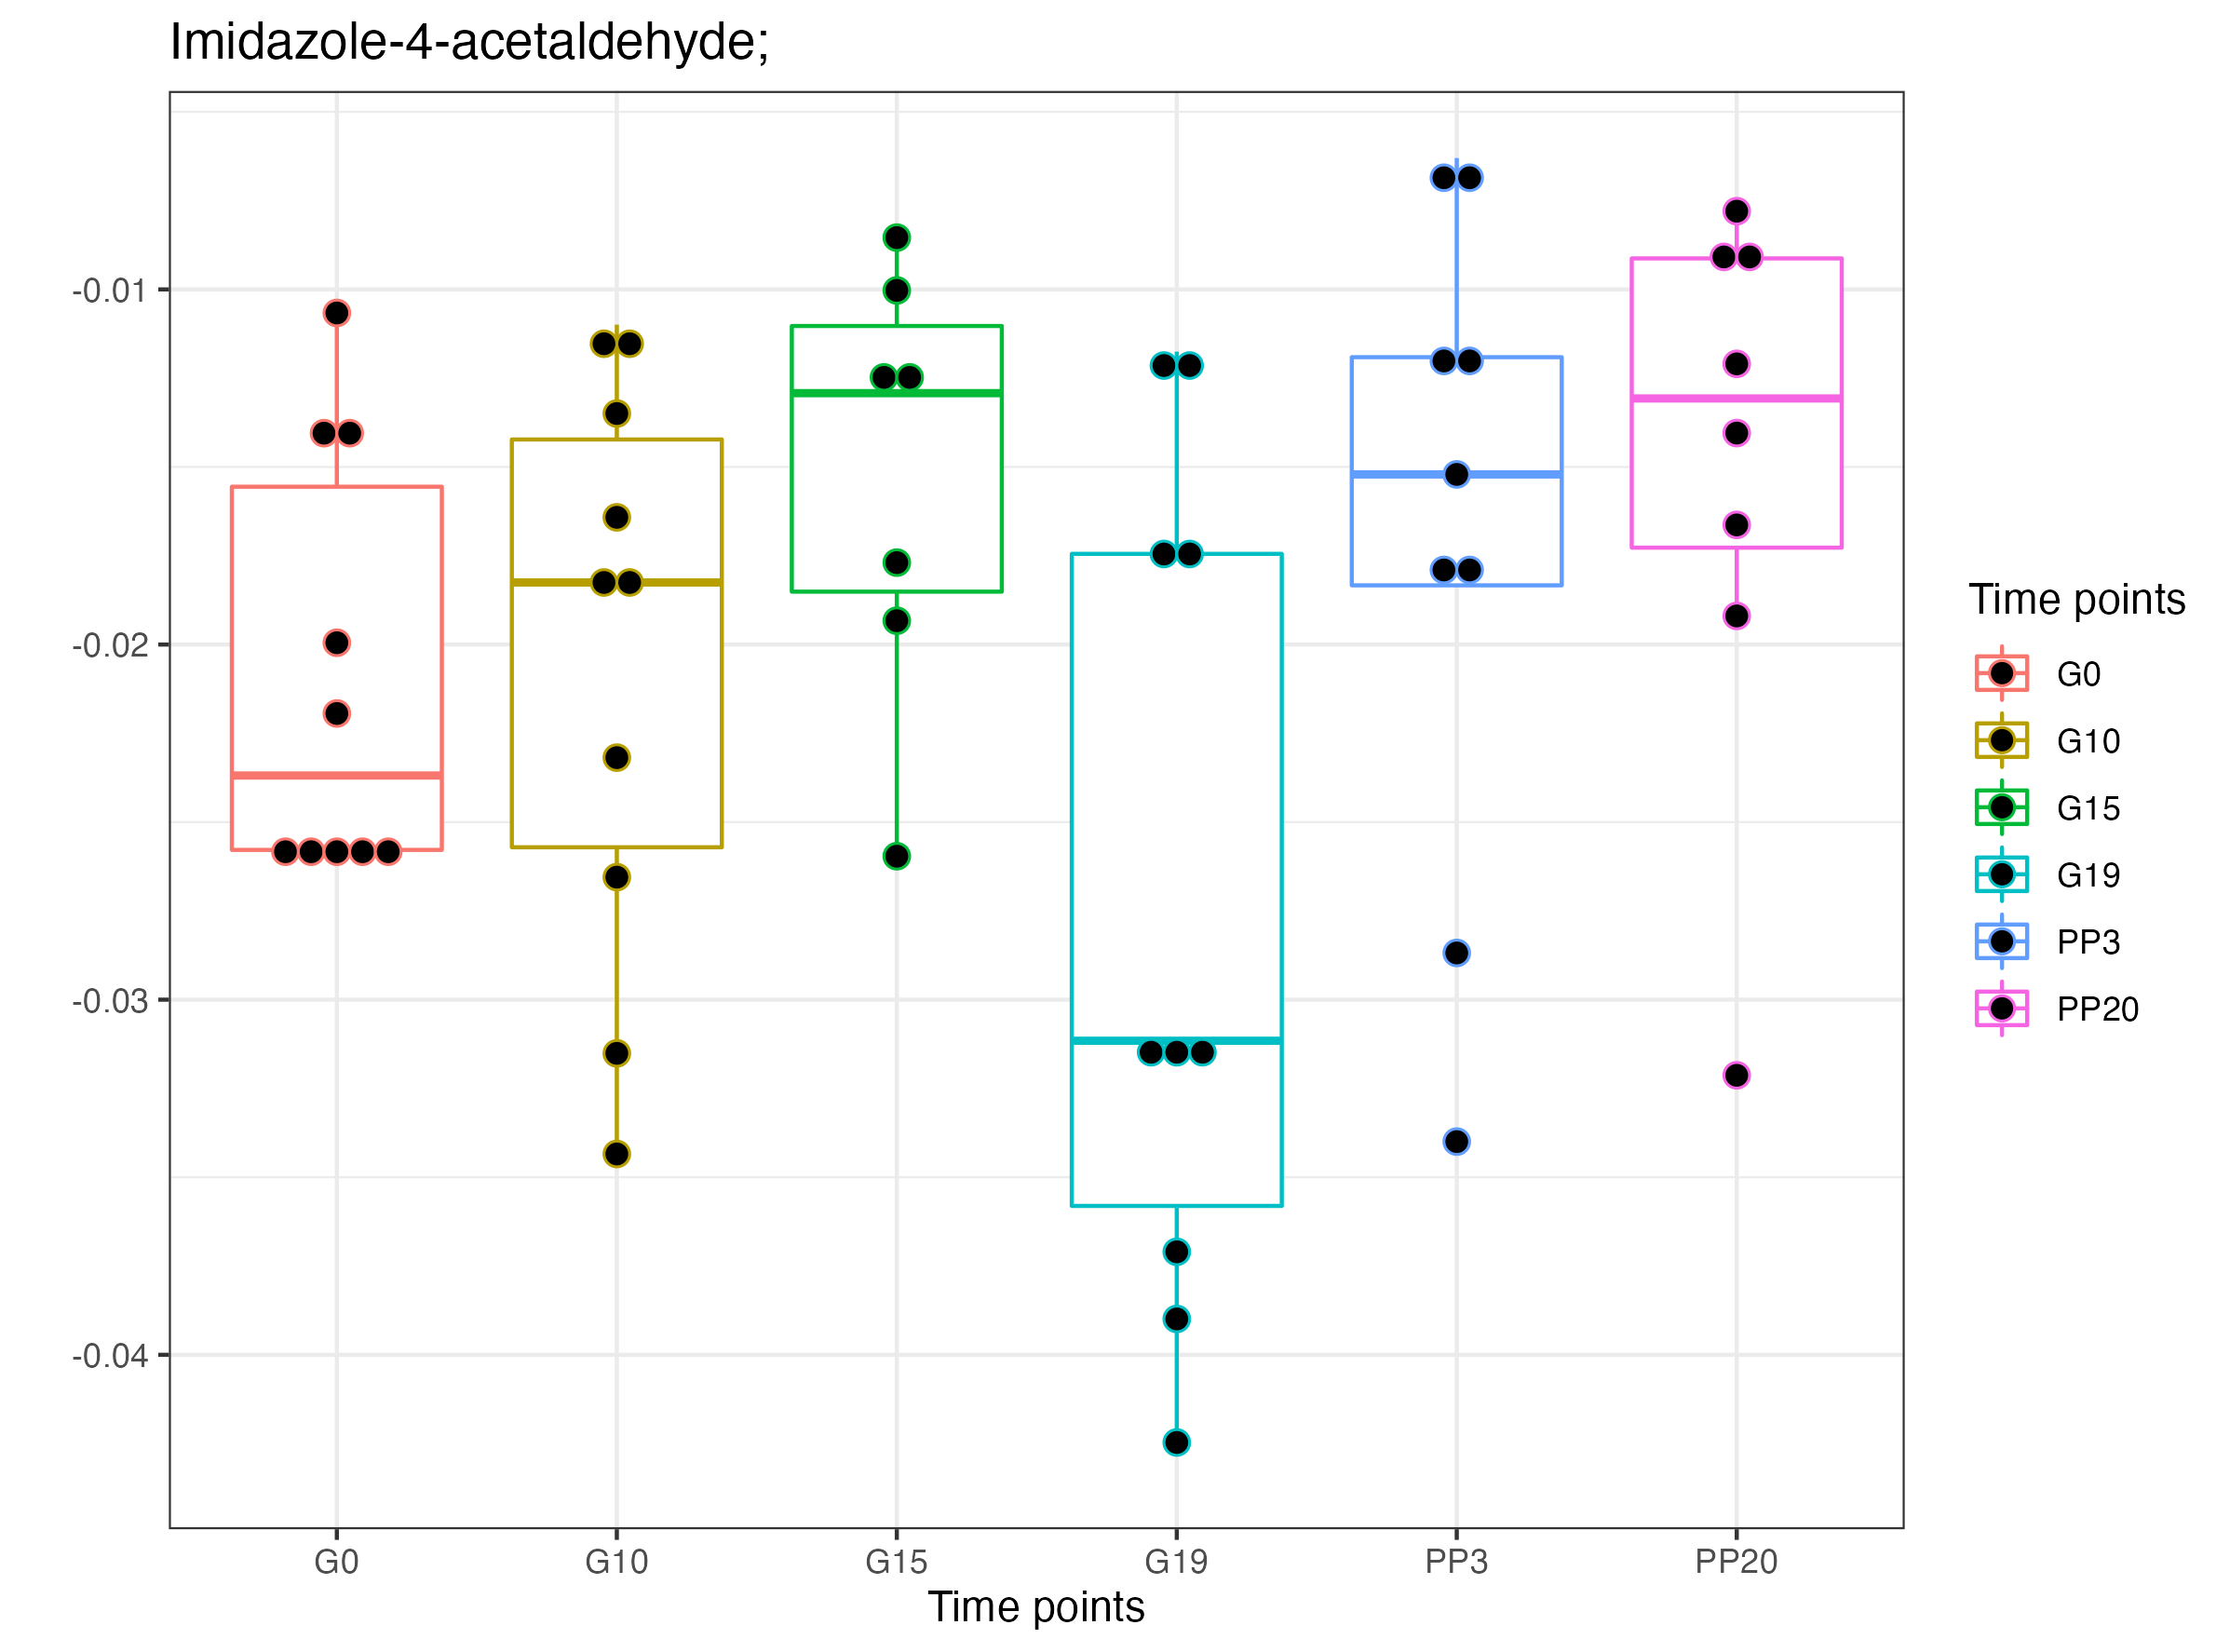 Imidazole-4-acetaldehyde;
-0.01
-0.02
-0.03
-0.04
G0 G10 G15 G19 PP3 PP20
Time points
Time points
G0
G10
G15
G19
PP3
PP20